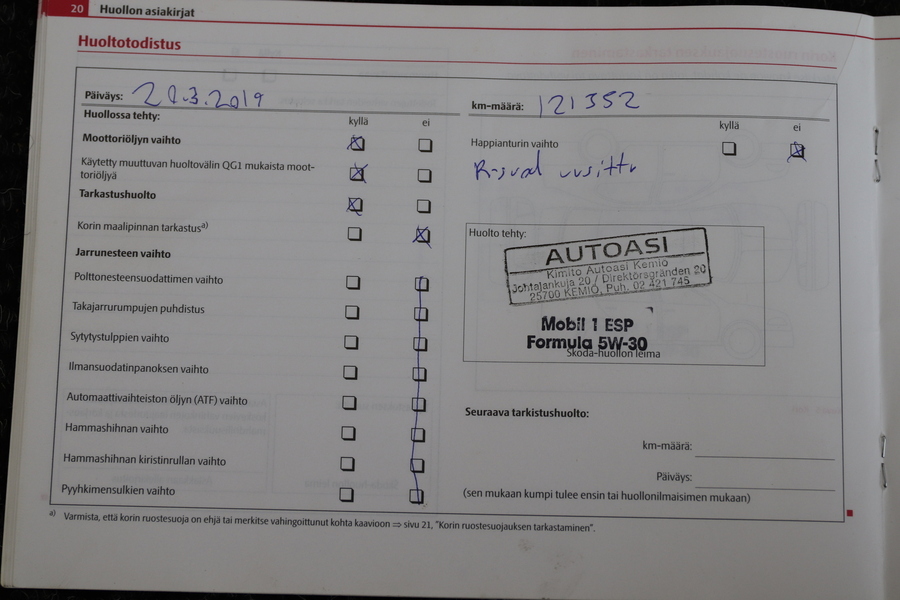 20 Huollon asiakirjat
Huoltotodistus
Päiväys: 20.3.2019
km-määrä: 121352
Huollossa tehty: kyllä ei
kyllä ei
Moottoriöljyn vaihto
Happianturin vaihto
Käytetty muuttuvan huoltovälin QG1 mukaista moot-
toriöljyä
R-suod uusittu
Tarkastushuolto
Korin maalipinnan tarkastus a)
Jarrunesteen vaihto
Polttonesteensuodattimen vaihto
Takajarrurumpujen puhdistus
Sytytystulppien vaihto
Ilmansuodatinpanoksen vaihto
Automaattivaihteiston öljyn (ATF) vaihto
Hammashihnan vaihto
Hammashihnan kiristinrullan vaihto
Pyyhkimensulkien vaihto
Huolto tehty:
AUTOASI
Kimito Autoasi Kemiö
Johtajankuja 20 / Direktörsgränden 20
25700 KEMIÖ, Puh. 02 421 745
Mobil 1 ESP
Formula 5W-30
Skoda-huollon leima
Seuraava tarkistushuolto:
km-määrä:
Päiväys:
(sen mukaan kumpi tulee ensin tai huollonilmaisimen mukaan)
a) Varmista, että korin ruostesuoja on ehjä tai merkitse vahingoittunut kohta kaavioon ⇒ sivu 21, "Korin ruostesuojauksen tarkastaminen".